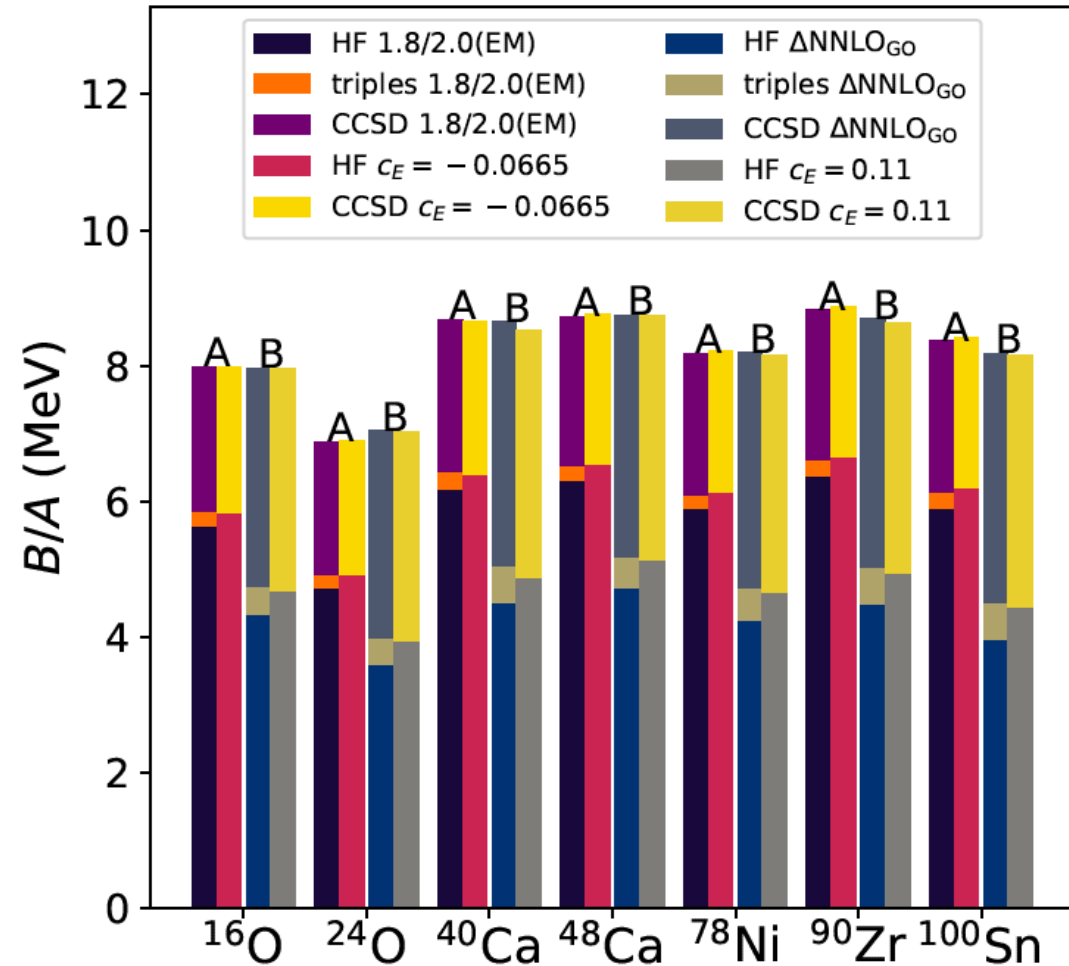 HF 1.8/2.0(EM)
triples 1.8/2.0(EM)
CCSD 1.8/2.0(EM)
HF c_E = −0.0665
CCSD c_E = −0.0665
HF ΔNNLO_GO
triples ΔNNLO_GO
CCSD ΔNNLO_GO
HF c_E = 0.11
CCSD c_E = 0.11
12
10
8
6
4
2
0
B/A (MeV)
A B A B A B A B A B A B A B
¹⁶O ²⁴O ⁴⁰Ca ⁴⁸Ca ⁷⁸Ni ⁹⁰Zr ¹⁰⁰Sn